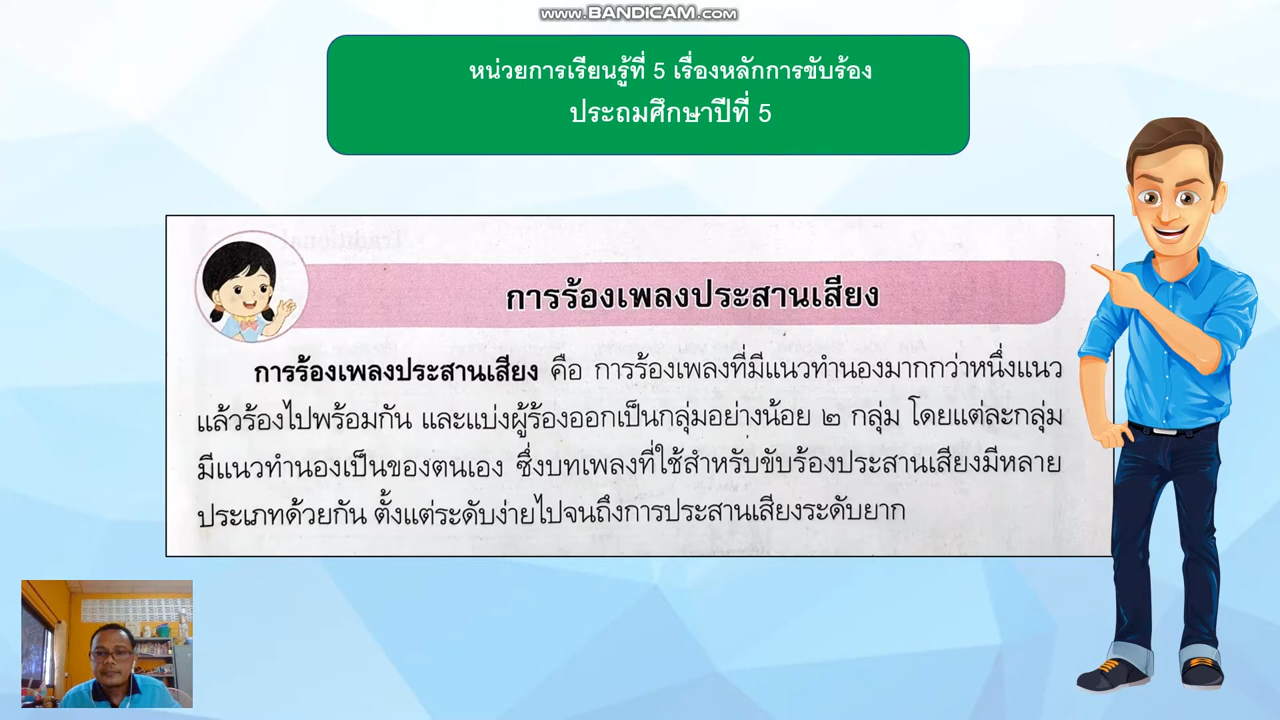 www.BANDICAM.com
หน่วยการเรียนรู้ที่ 5 เรื่องหลักการขับร้อง
ประถมศึกษาปีที่ 5
การร้องเพลงประสานเสียง
การร้องเพลงประสานเสียง คือ การร้องเพลงที่มีแนวทำนองมากกว่าหนึ่งแนว
แล้วร้องไปพร้อมกัน และแบ่งผู้ร้องออกเป็นกลุ่มอย่างน้อย ๒ กลุ่ม โดยแต่ละกลุ่ม
มีแนวทำนองเป็นของตนเอง ซึ่งบทเพลงที่ใช้สำหรับขับร้องประสานเสียงมีหลาย
ประเภทด้วยกัน ตั้งแต่ระดับง่ายไปจนถึงการประสานเสียงระดับยาก